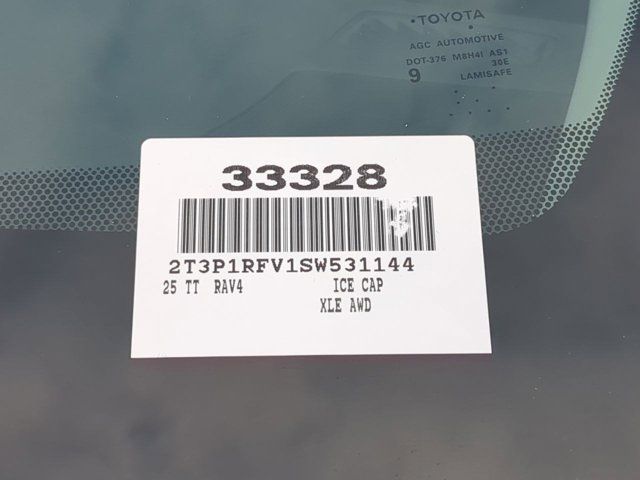 TOYOTA
AGC AUTOMOTIVE
DOT-376 M8H4I AS1
30E
9 LAMISAFE
33328
2T3P1RFV1SW531144
25 TT RAV4 ICE CAP
XLE AWD